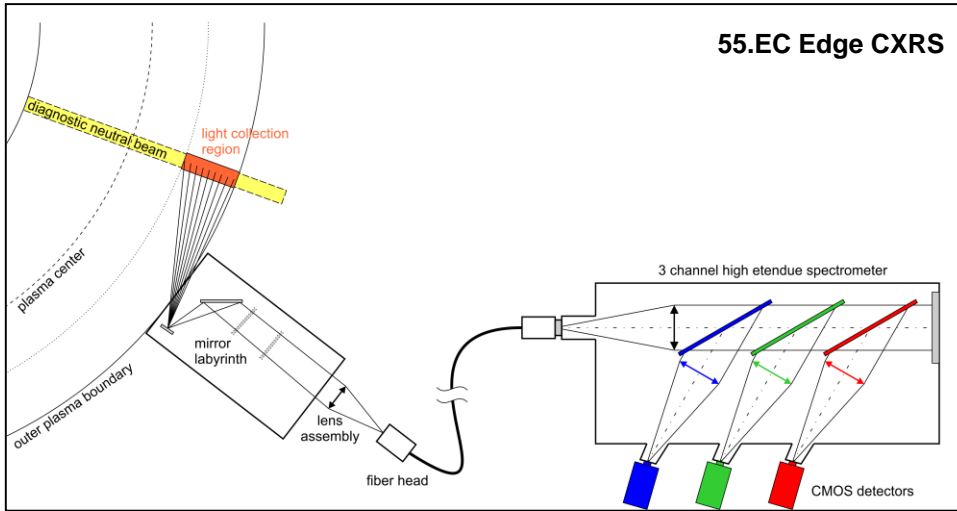 55.EC Edge CXRS
diagnostic neutral beam
light collection
region
plasma center
outer plasma boundary
mirror
labyrinth
lens
assembly
fiber head
3 channel high etendue spectrometer
CMOS detectors